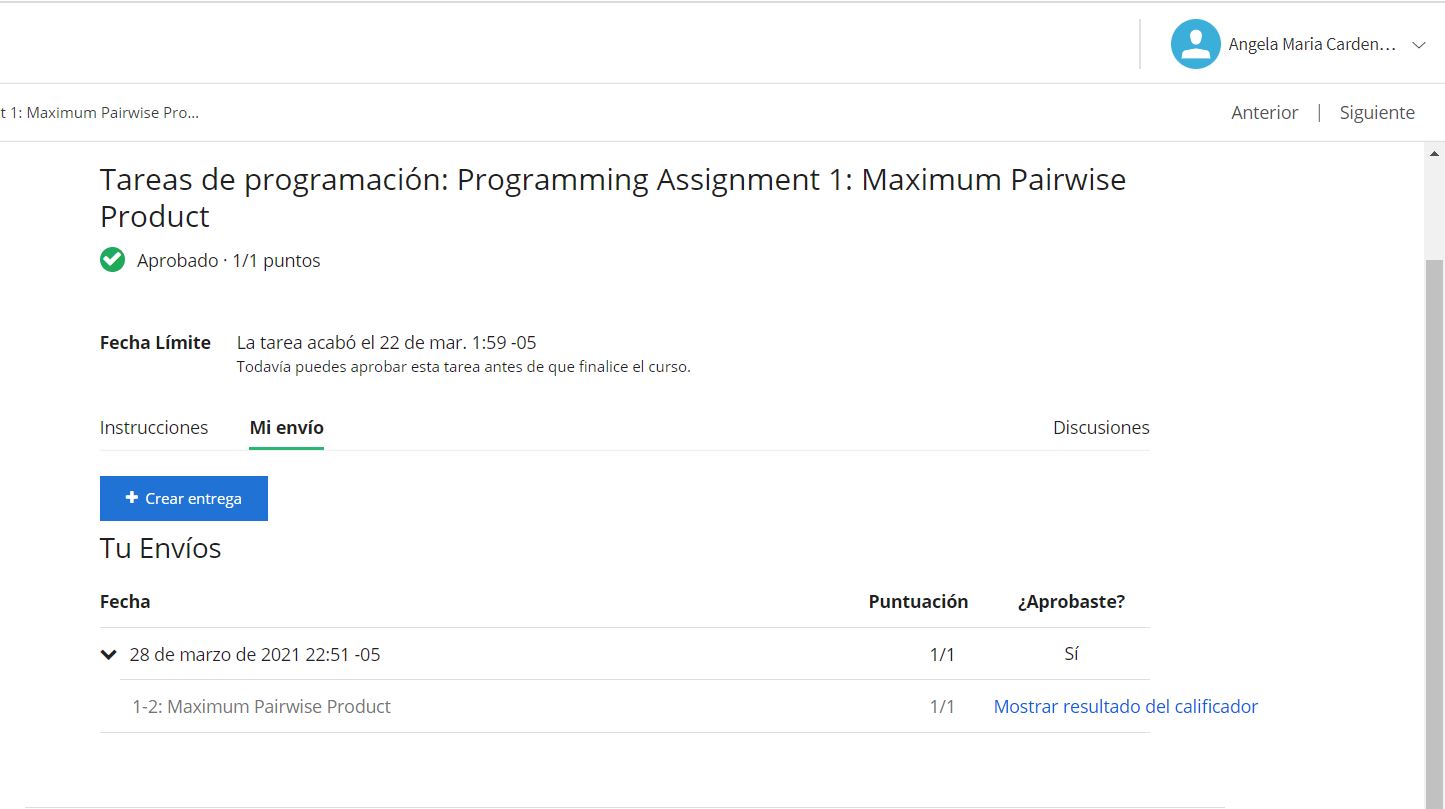 Angela Maria Carden...
t 1: Maximum Pairwise Pro...
Anterior | Siguiente
Tareas de programación: Programming Assignment 1: Maximum Pairwise
Product
Aprobado · 1/1 puntos
Fecha Límite La tarea acabó el 22 de mar. 1:59 -05
Todavía puedes aprobar esta tarea antes de que finalice el curso.
Instrucciones Mi envío Discusiones
+ Crear entrega
Tu Envíos
Fecha Puntuación ¿Aprobaste?
28 de marzo de 2021 22:51 -05 1/1 Sí
1-2: Maximum Pairwise Product 1/1 Mostrar resultado del calificador